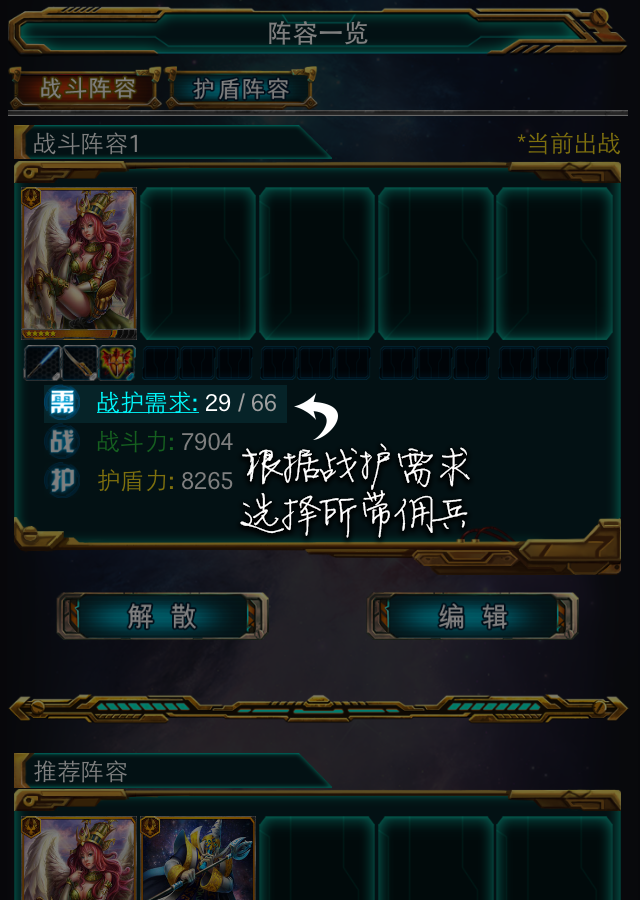 阵容一览
战斗阵容 护盾阵容
战斗阵容1 *当前出战
需 战护需求: 29 / 66
战 战斗力: 7904
护 护盾力: 8265
根据战护需求
选择所带佣兵
解 散 编 辑
推荐阵容